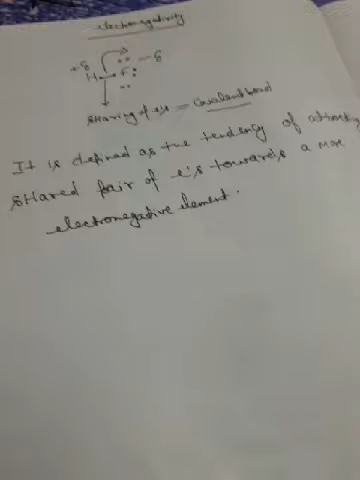 electronegativity
+δ -δ
H F
sharing of es = covalent bond
It is defined as the tendency of
shared pair of e's towards a more
electronegative element.